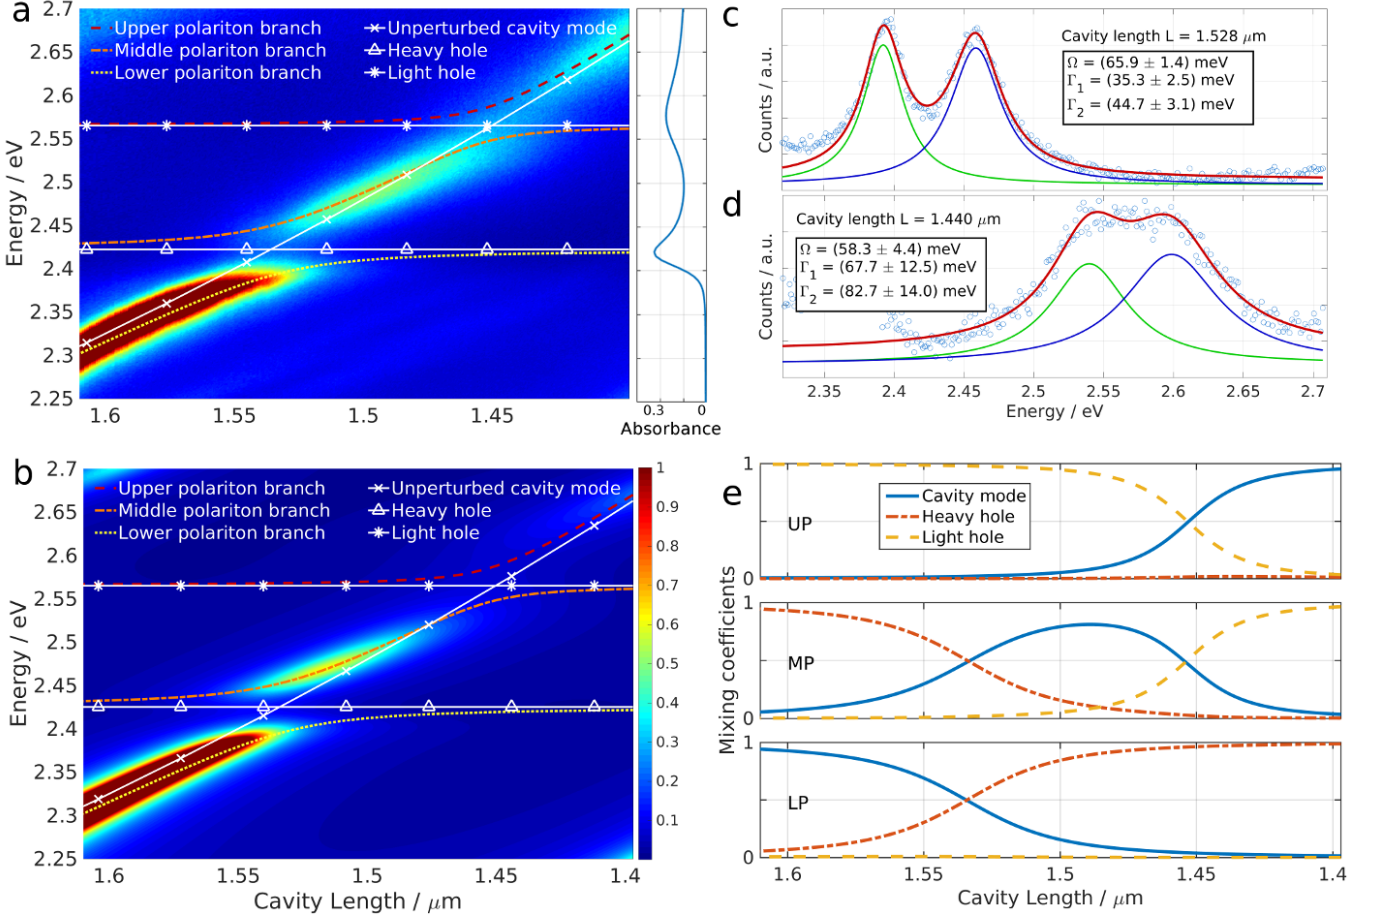 a
2.7
2.65
2.6
2.55
2.5
2.45
2.4
2.35
2.3
2.25
Energy / eV
Upper polariton branch
Middle polariton branch
Lower polariton branch
Unperturbed cavity mode
Heavy hole
Light hole
1.6
1.55
1.5
1.45
0.3
0
Absorbance
b
2.7
2.65
2.6
2.55
2.5
2.45
2.4
2.35
2.3
2.25
Energy / eV
Upper polariton branch
Middle polariton branch
Lower polariton branch
Unperturbed cavity mode
Heavy hole
Light hole
1.6
1.55
1.5
1.45
1.4
Cavity Length / μm
1
0.9
0.8
0.7
0.6
0.5
0.4
0.3
0.2
0.1
c
Counts / a.u.
Cavity length L = 1.528 μm
Ω = (65.9 ± 1.4) meV
Γ1 = (35.3 ± 2.5) meV
Γ2 = (44.7 ± 3.1) meV
d
Counts / a.u.
Cavity length L = 1.440 μm
Ω = (58.3 ± 4.4) meV
Γ1 = (67.7 ± 12.5) meV
Γ2 = (82.7 ± 14.0) meV
2.35
2.4
2.45
2.5
2.55
2.6
2.65
2.7
Energy / eV
e
Mixing coefficients
1
0
UP
Cavity mode
Heavy hole
Light hole
1
0
MP
1
0
LP
1.6
1.55
1.5
1.45
1.4
Cavity Length / μm